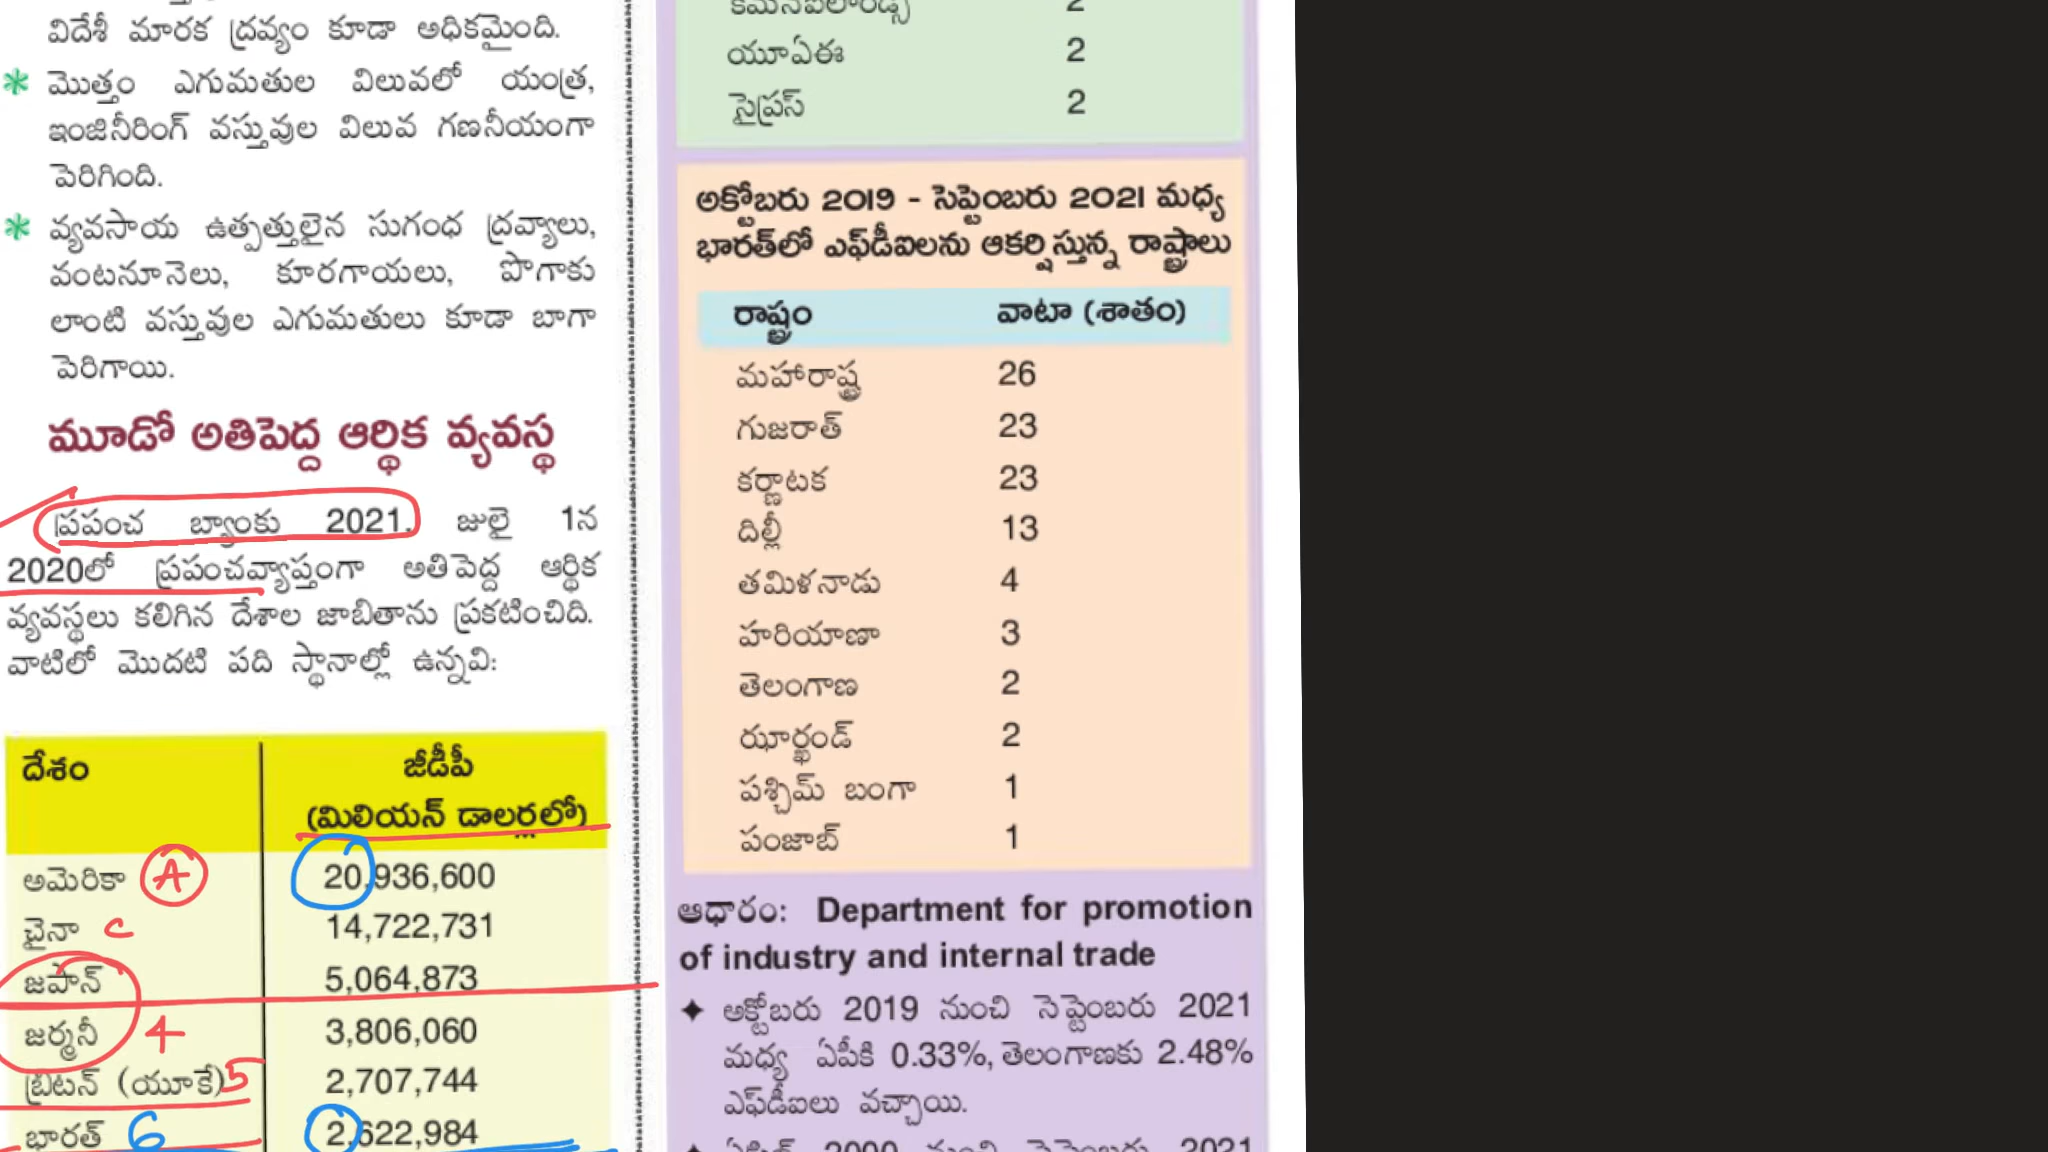 విదేశీ మారక ద్రవ్యం కూడా అధికమైంది.
* మొత్తం ఎగుమతుల విలువలో యంత్ర,
ఇంజినీరింగ్ వస్తువుల విలువ గణనీయంగా
పెరిగింది.
* వ్యవసాయ ఉత్పత్తులైన సుగంధ ద్రవ్యాలు,
వంటనూనెలు, కూరగాయలు, పొగాకు
లాంటి వస్తువుల ఎగుమతులు కూడా బాగా
పెరిగాయి.
మూడో అతిపెద్ద ఆర్థిక వ్యవస్థ
ప్రపంచ బ్యాంకు 2021, జులై 1న
2020లో ప్రపంచవ్యాప్తంగా అతిపెద్ద ఆర్థిక
వ్యవస్థలు కలిగిన దేశాల జాబితాను ప్రకటించిది.
వాటిలో మొదటి పది స్థానాల్లో ఉన్నవి:
దేశం జీడీపీ
(మిలియన్ డాలర్లలో)
అమెరికా A 20,936,600
చైనా C 14,722,731
జపాన్ 5,064,873
జర్మనీ 4 3,806,060
బ్రిటన్ (యూకే) 5 2,707,744
భారత్ 6 2,622,984
కేమన్ఐలాండ్స్ 2
యూఏఈ 2
సైప్రస్ 2
అక్టోబరు 2019 - సెప్టెంబరు 2021 మధ్య
భారత్‌లో ఎఫ్‌డీఐలను ఆకర్షిస్తున్న రాష్ట్రాలు
రాష్ట్రం వాటా (శాతం)
మహారాష్ట్ర 26
గుజరాత్ 23
కర్ణాటక 23
దిల్లీ 13
తమిళనాడు 4
హరియాణా 3
తెలంగాణ 2
ఝార్ఖండ్ 2
పశ్చిమ్ బంగా 1
పంజాబ్ 1
ఆధారం: Department for promotion
of industry and internal trade
✦ అక్టోబరు 2019 నుంచి సెప్టెంబరు 2021
మధ్య ఏపీకి 0.33%, తెలంగాణకు 2.48%
ఎఫ్‌డీఐలు వచ్చాయి.